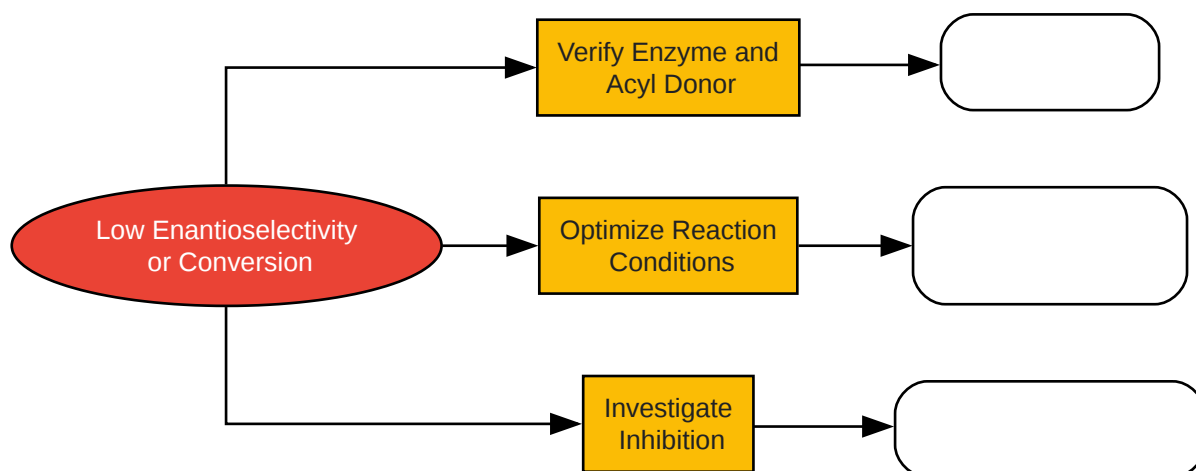 Verify Enzyme and
Acyl Donor
Low Enantioselectivity
or Conversion
Optimize Reaction
Conditions
Investigate
Inhibition